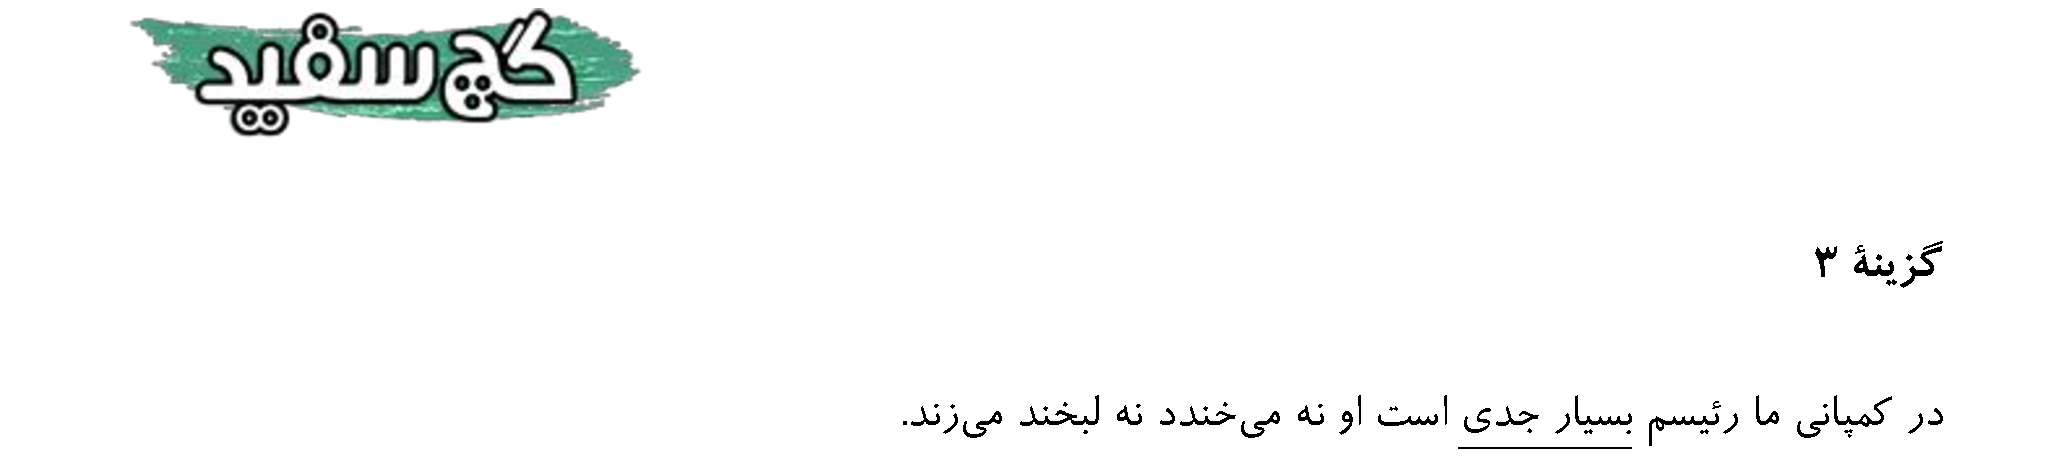 گچ سفید
گزینهٔ ۳
در کمپانی ما رئیسم بسیار جدی است او نه می‌خندد نه لبخند می‌زند.